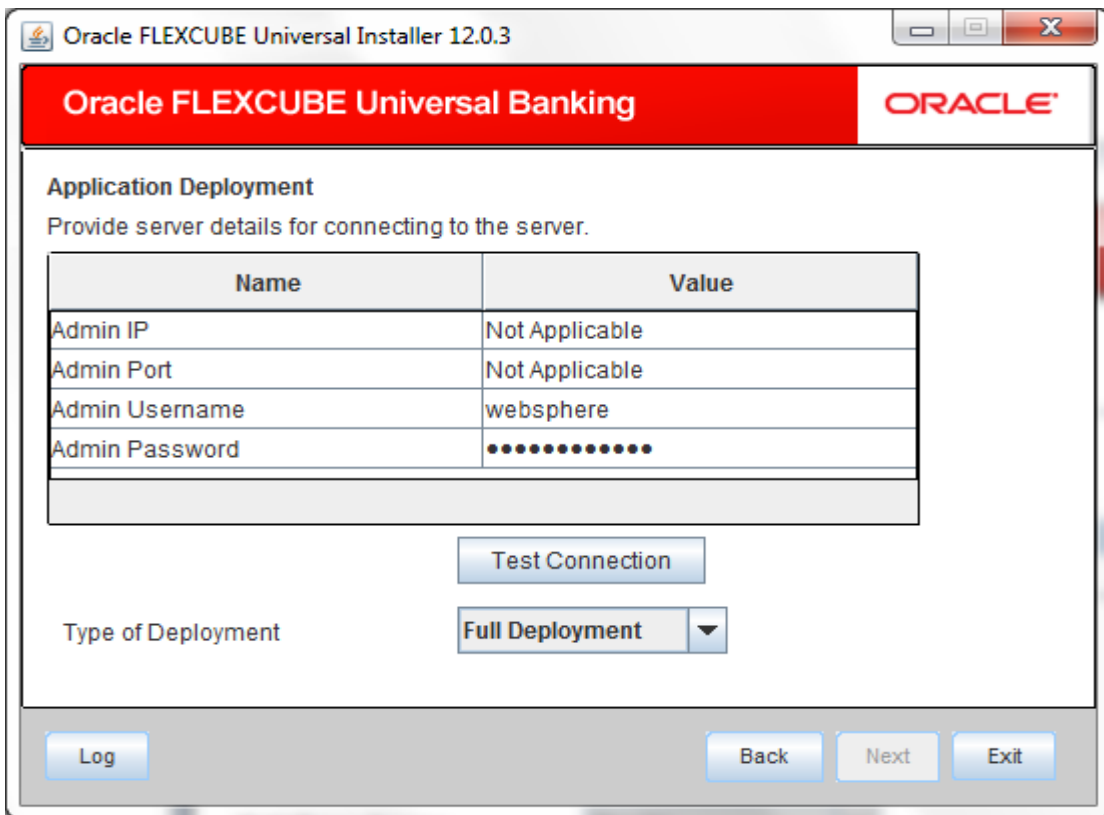 Oracle FLEXCUBE Universal Installer 12.0.3
Oracle FLEXCUBE Universal Banking ORACLE
Application Deployment
Provide server details for connecting to the server.
Name Value
Admin IP Not Applicable
Admin Port Not Applicable
Admin Username websphere
Admin Password ••••••••••••
Test Connection
Type of Deployment Full Deployment
Log Back Next Exit